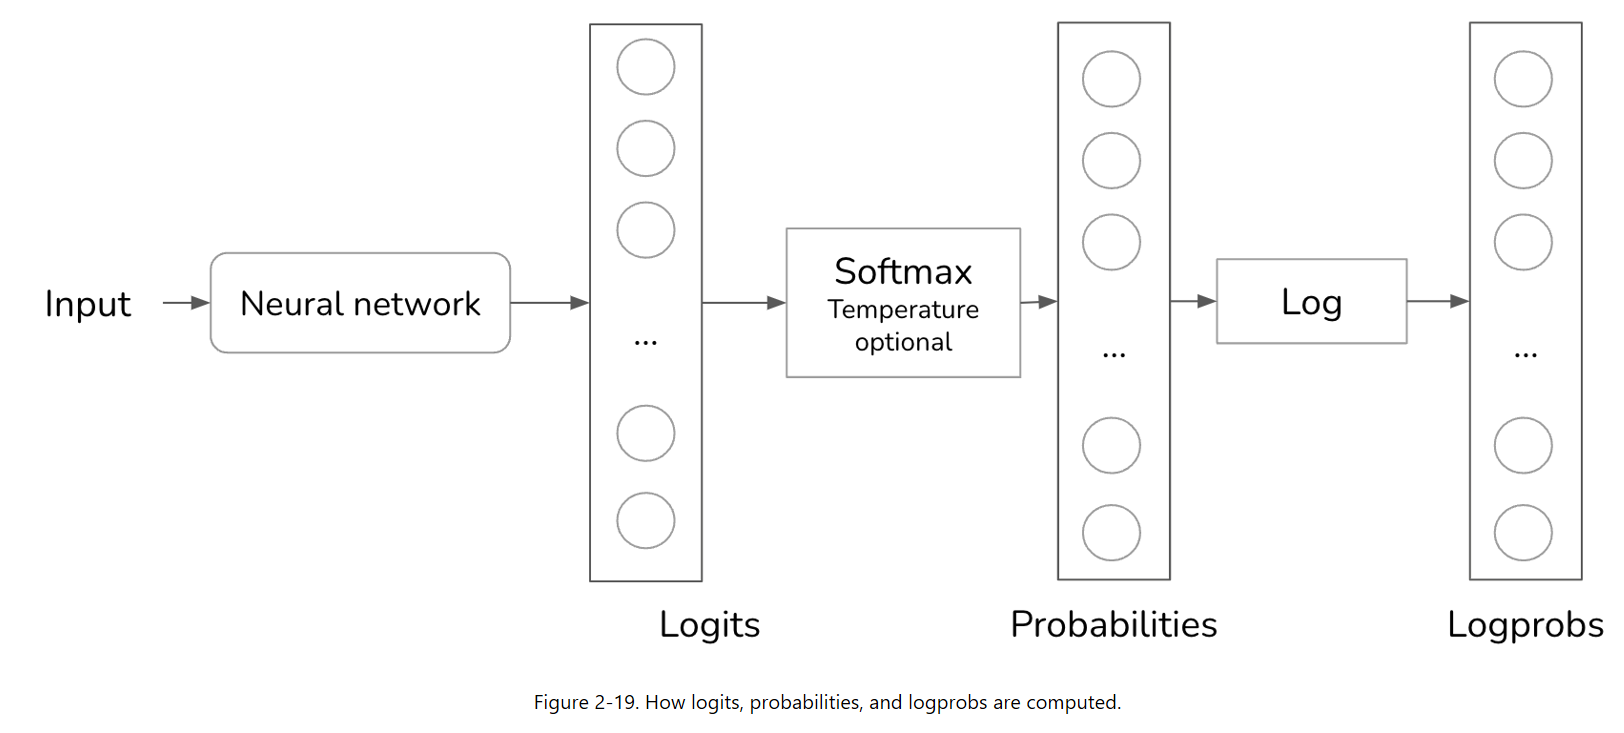 Input
Neural network
...
Softmax
Temperature
optional
...
Log
...
Logits
Probabilities
Logprobs
Figure 2-19. How logits, probabilities, and logprobs are computed.